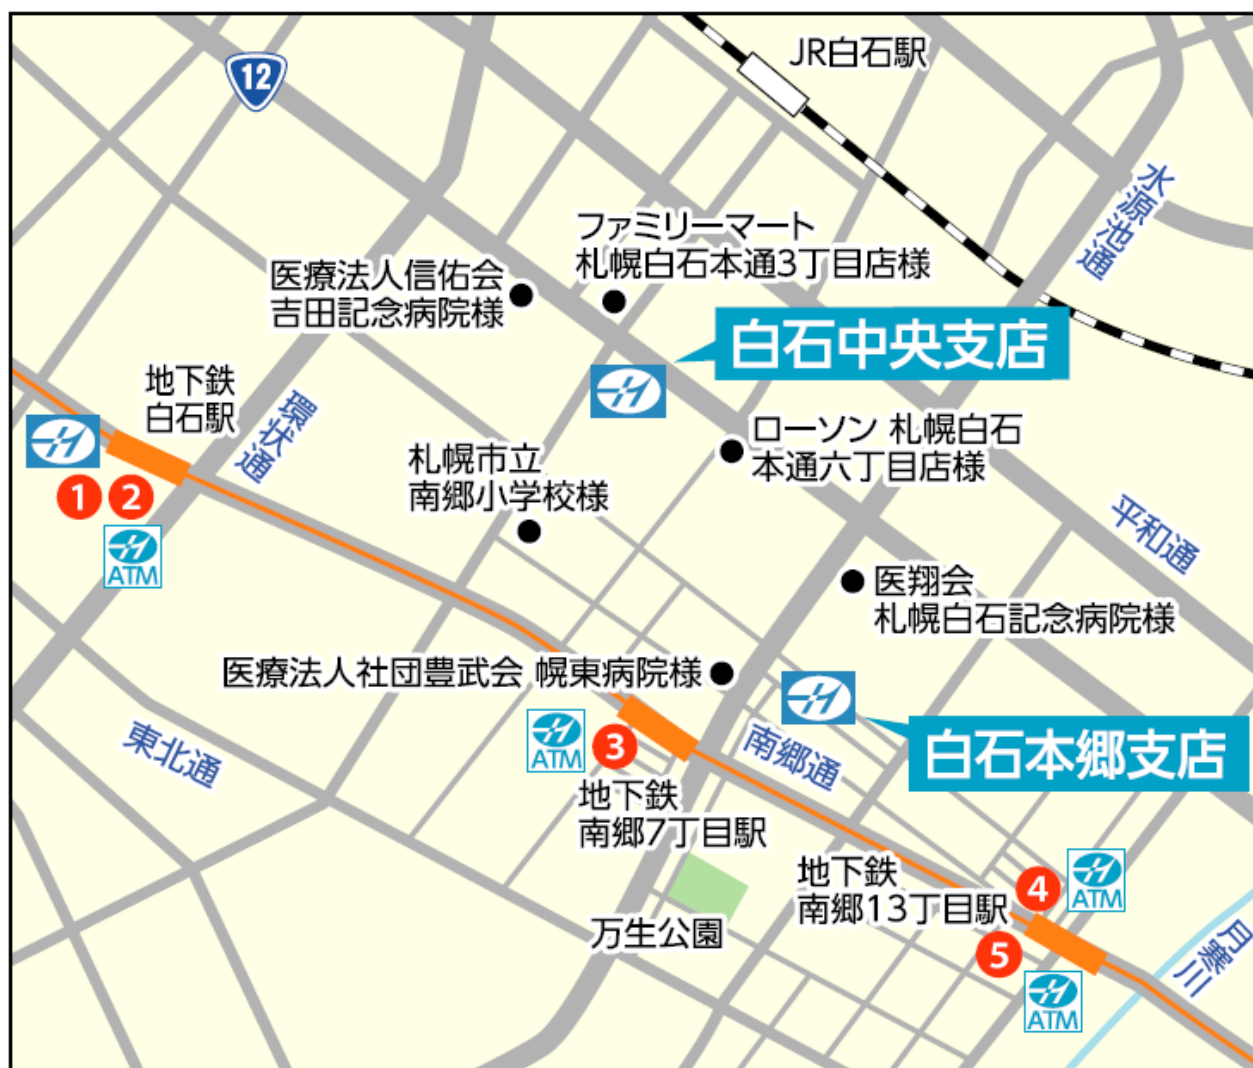 12
JR白石駅
水源池通
ファミリーマート
札幌白石本通3丁目店様
医療法人信佑会
吉田記念病院様
白石中央支店
地下鉄
白石駅
環状通
ローソン 札幌白石
本通六丁目店様
札幌市立
南郷小学校様
1 2
ATM
平和通
医翔会
札幌白石記念病院様
医療法人社団豊武会 幌東病院様
東北通
ATM
3
南郷通
白石本郷支店
地下鉄
南郷7丁目駅
地下鉄
南郷13丁目駅
4
ATM
万生公園
5
ATM
月寒川